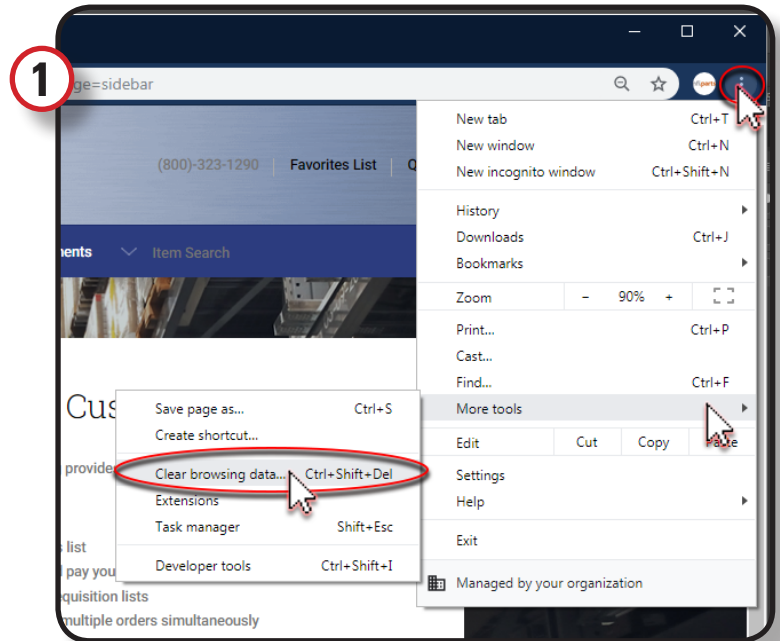 1
ge=sidebar
New tab Ctrl+T
New window Ctrl+N
(800)-323-1290 Favorites List Q
New incognito window Ctrl+Shift+N
History
Downloads Ctrl+J
ments Item Search
Bookmarks
Zoom - 90% +
Print... Ctrl+P
Cast...
Find... Ctrl+F
Cus
More tools
Save page as... Ctrl+S
Create shortcut...
Edit Cut Copy Paste
provide
Clear browsing data... Ctrl+Shift+Del
Settings
Extensions
Help
Task manager Shift+Esc
Exit
list
Developer tools Ctrl+Shift+I
pay you
Managed by your organization
equisition lists
multiple orders simultaneously